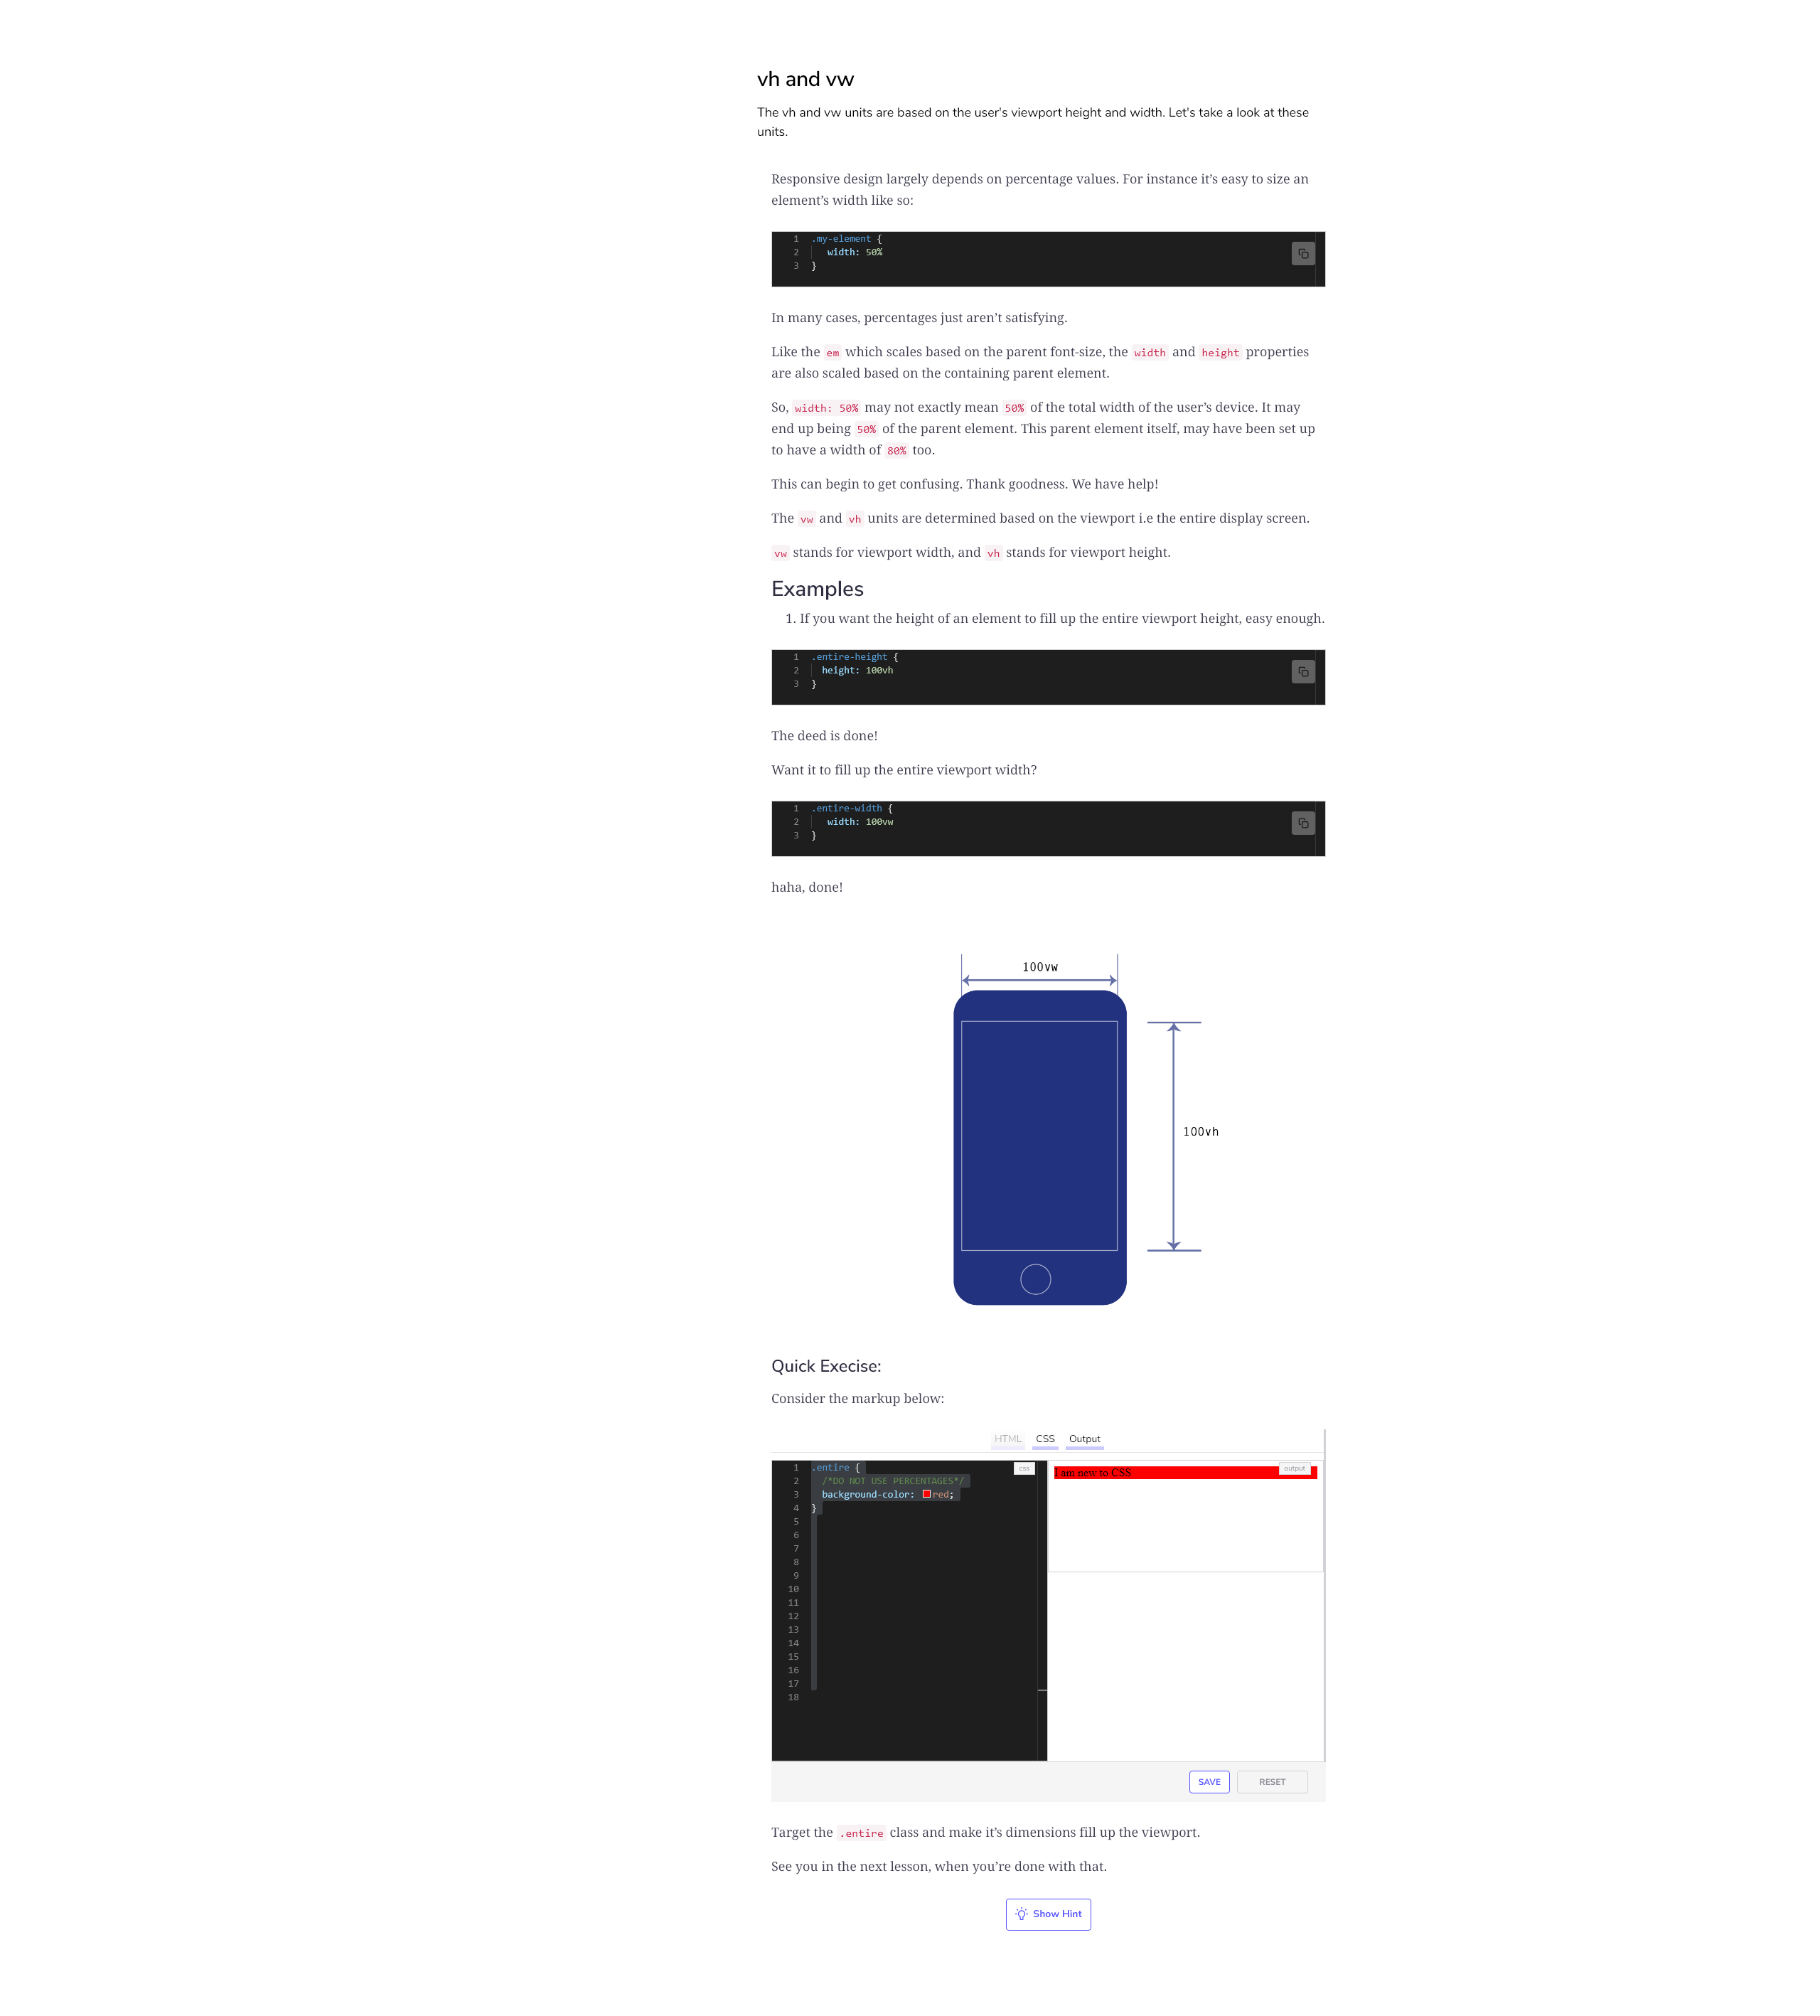 vh and vw
The vh and vw units are based on the user's viewport height and width. Let's take a look at these
units.
Responsive design largely depends on percentage values. For instance it’s easy to size an
element’s width like so:
1 .my-element {
2 width: 50%
3 }
In many cases, percentages just aren’t satisfying.
Like the em which scales based on the parent font-size, the width and height properties
are also scaled based on the containing parent element.
So, width: 50% may not exactly mean 50% of the total width of the user’s device. It may
end up being 50% of the parent element. This parent element itself, may have been set up
to have a width of 80% too.
This can begin to get confusing. Thank goodness. We have help!
The vw and vh units are determined based on the viewport i.e the entire display screen.
vw stands for viewport width, and vh stands for viewport height.
Examples
1. If you want the height of an element to fill up the entire viewport height, easy enough.
1 .entire-height {
2 height: 100vh
3 }
The deed is done!
Want it to fill up the entire viewport width?
1 .entire-width {
2 width: 100vw
3 }
haha, done!
100vw
100vh
Quick Execise:
Consider the markup below:
HTML CSS Output
1 .entire {
2 /*DO NOT USE PERCENTAGES*/
3 background-color: red;
4 }
5
6
7
8
9
10
11
12
13
14
15
16
17
18
css
I am new to CSS
output
SAVE RESET
Target the .entire class and make it’s dimensions fill up the viewport.
See you in the next lesson, when you’re done with that.
Show Hint